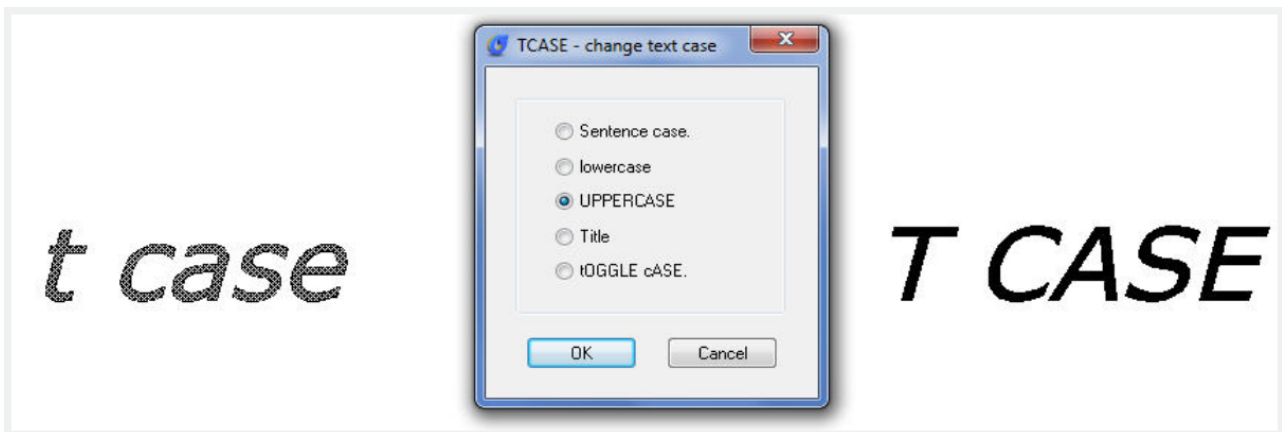 t case
TCASE - change text case
Sentence case.
lowercase
UPPERCASE
Title
tOGGLE cASE.
OK Cancel
T CASE